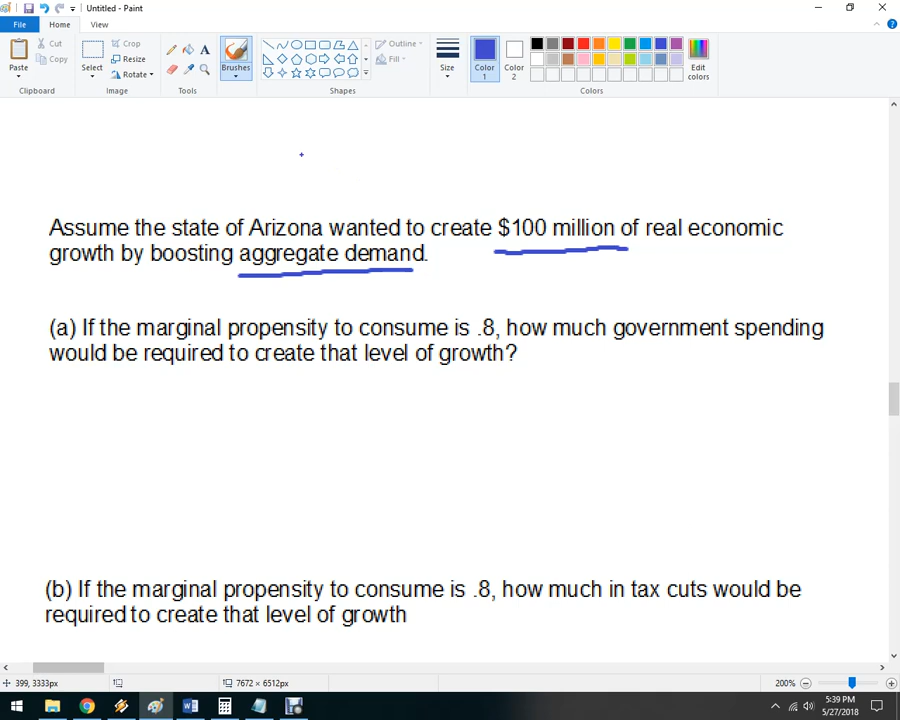 Untitled - Paint
File Home View
Cut Crop Outline
Paste Copy Select Resize Rotate Brushes Fill Size Color 1 Color 2 Edit colors
Clipboard Image Tools Shapes Colors
Assume the state of Arizona wanted to create $100 million of real economic
growth by boosting aggregate demand.
(a) If the marginal propensity to consume is .8, how much government spending
would be required to create that level of growth?
(b) If the marginal propensity to consume is .8, how much in tax cuts would be
required to create that level of growth
399, 3333px 7672 × 6512px 200%
5:39 PM
5/27/2018